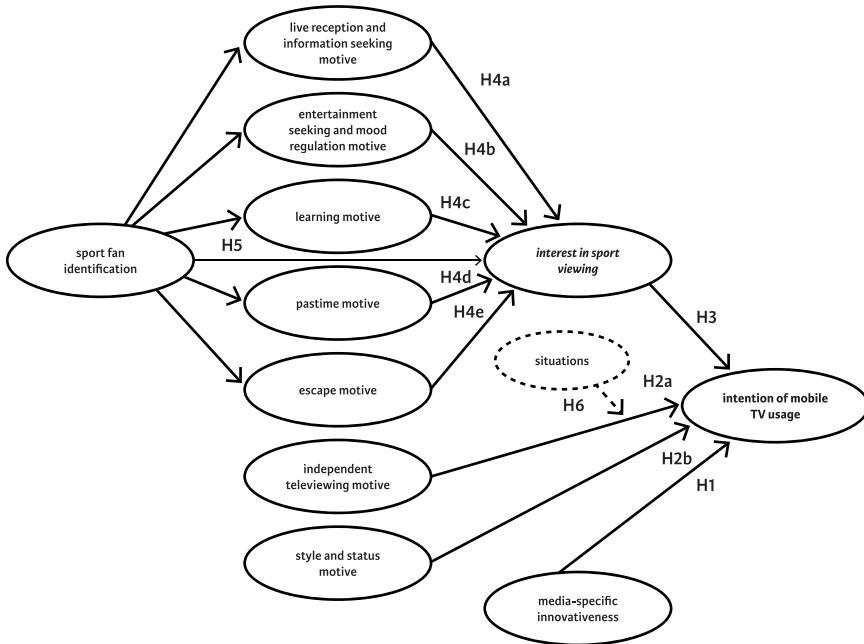 live reception and
information seeking
motive
H4a
entertainment
seeking and mood
regulation motive
H4b
learning motive
H4c
sport fan
identification
H5
interest in sport
viewing
pastime motive
H4d
H4e
H3
situations
escape motive
H2a
H6
intention of mobile
TV usage
independent
televiewing motive
H2b
H1
style and status
motive
media-specific
innovativeness